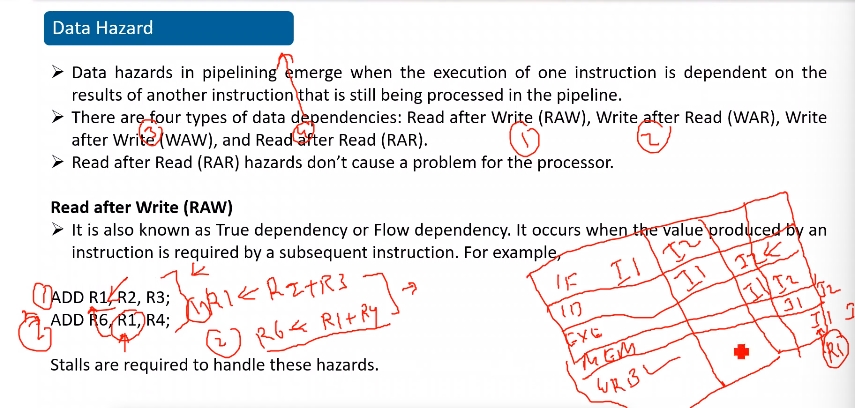 Data Hazard
➢ Data hazards in pipelining emerge when the execution of one instruction is dependent on the
results of another instruction that is still being processed in the pipeline.
➢ There are four types of data dependencies: Read after Write (RAW), Write after Read (WAR), Write
after Write (WAW), and Read after Read (RAR).
3 4 1 2
➢ Read after Read (RAR) hazards don't cause a problem for the processor.
Read after Write (RAW)
➢ It is also known as True dependency or Flow dependency. It occurs when the value produced by an
instruction is required by a subsequent instruction. For example,
1 ADD R1, R2, R3;
2 ADD R6, R1, R4;
1) R1 ← R2+R3
2 R6 ← R1+R4
IF I1 I2
ID I1 I2
EXE I1 I2
MEM I1 I2
WRB I1
R1
Stalls are required to handle these hazards.